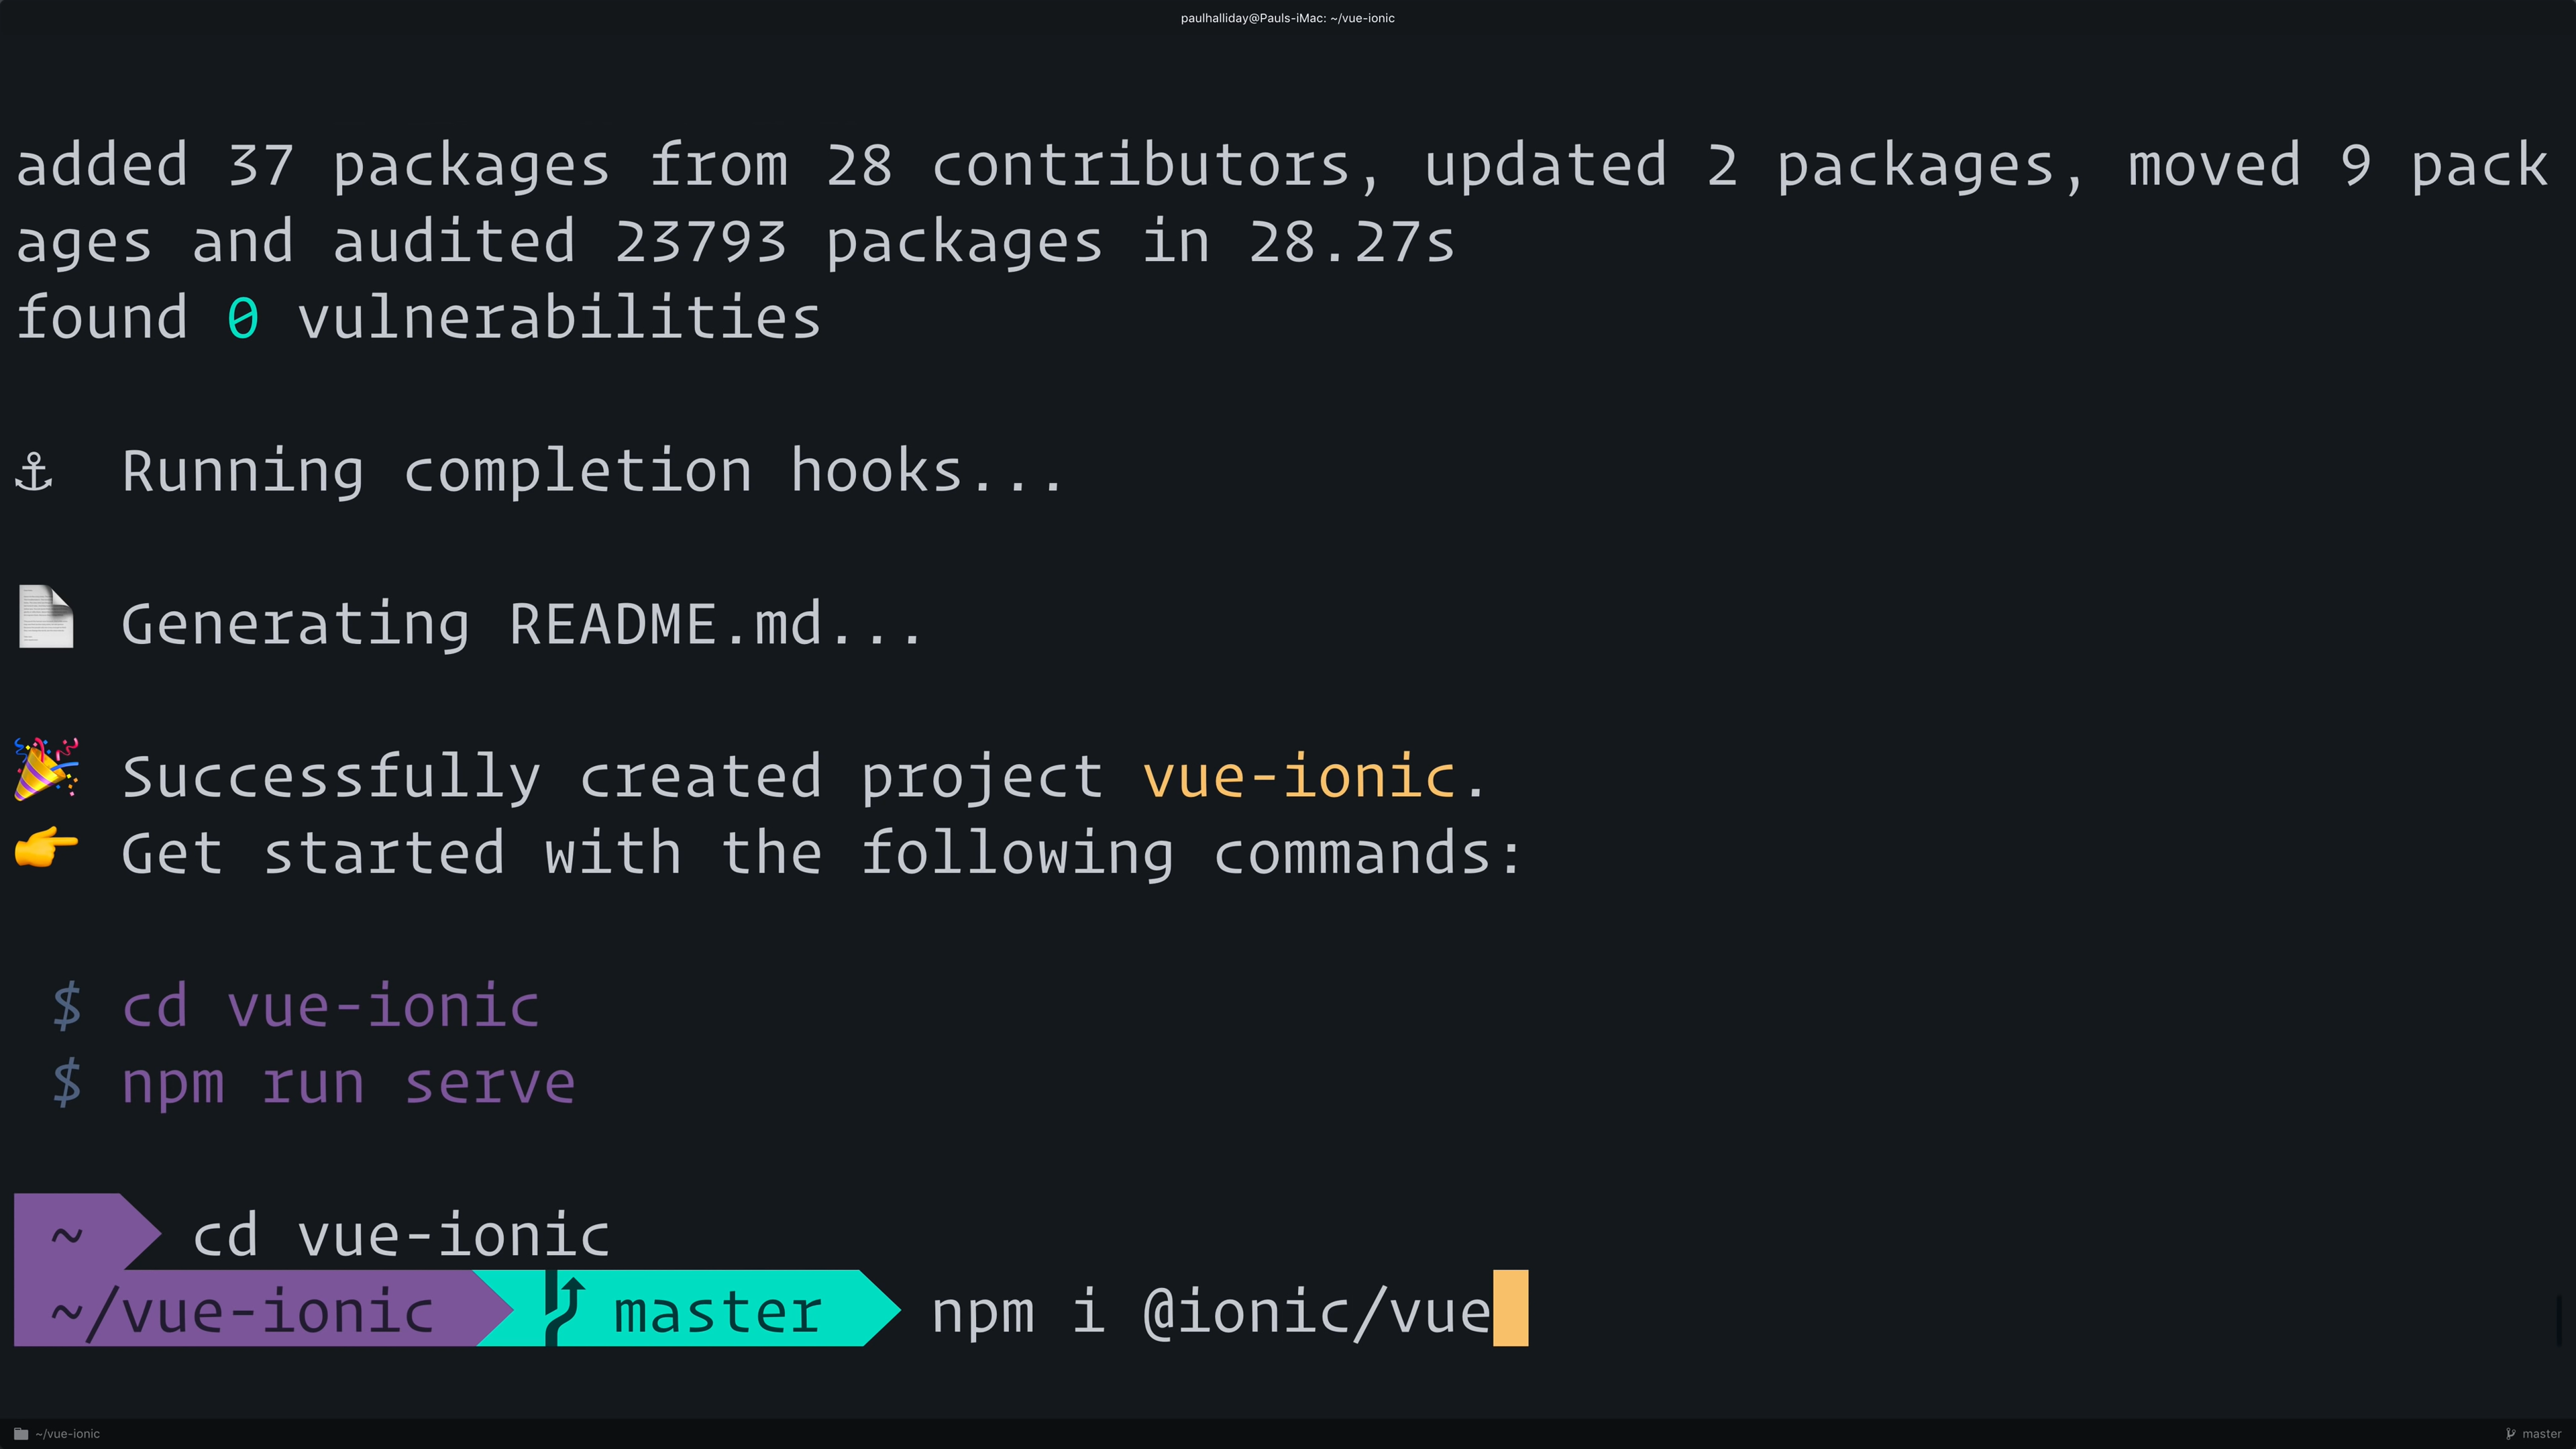 paulhalliday@Pauls-iMac: ~/vue-ionic
added 37 packages from 28 contributors, updated 2 packages, moved 9 pack
ages and audited 23793 packages in 28.27s
found 0 vulnerabilities
⚓ Running completion hooks...
📄 Generating README.md...
🎉 Successfully created project vue-ionic.
👉 Get started with the following commands:
$ cd vue-ionic
$ npm run serve
~ cd vue-ionic
~/vue-ionic master npm i @ionic/vue
~/vue-ionic master